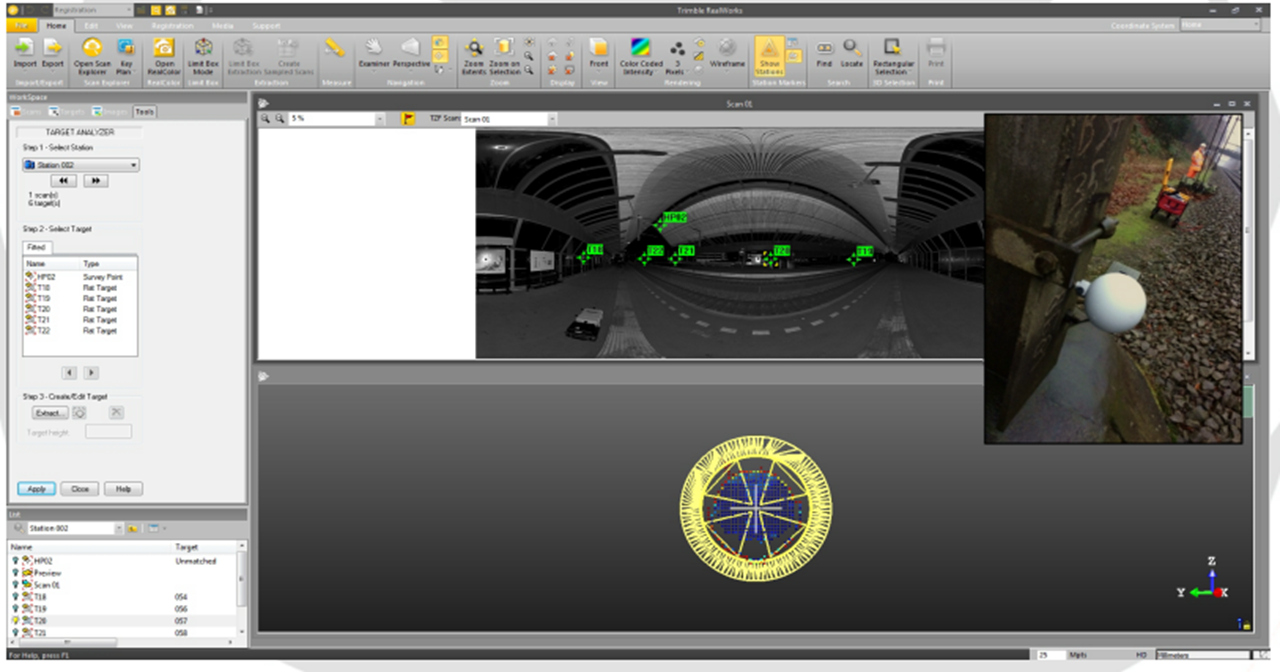 Registration
Trimble RealWorks
File Home Edit View Registration Media Support
Coordinate System Home
Import Export Open Scan Explorer Key Plan Open RealColor Limit Box Mode Limit Box Extraction Create Sampled Scans Measure Examiner Perspective Zoom Extents Zoom on Selection Front Color Coded Intensity 3 Pixels Wireframe Show Stations Find Locate Rectangular Selection Print
Import/Export Scan Explorer RealColor Limit Box Extraction Measure Navigation Zoom Display View Rendering Station Markers Search 3D Selection Print
WorkSpace
Tools
Scan 01
5 %
TZF Scan: Scan 01
TARGET ANALYZER
Step 1 - Select Station
Station 002
1 scan(s)
6 target(s)
Step 2 - Select Target
Fitted
Name Type
HP02 Survey Point
T18 Flat Target
T19 Flat Target
T20 Flat Target
T21 Flat Target
T22 Flat Target
HP02
T18 T22 T21 T20 T19
Step 3 - Create/Edit Target
Extract...
Target height
Apply Close Help
List
Station 002
Name Target
HP02 Unmatched
Preview
Scan 01
T18 054
T19 056
T20 057
T21 058
Z
Y X
For Help, press F1
25 Mpts HD Millimeters